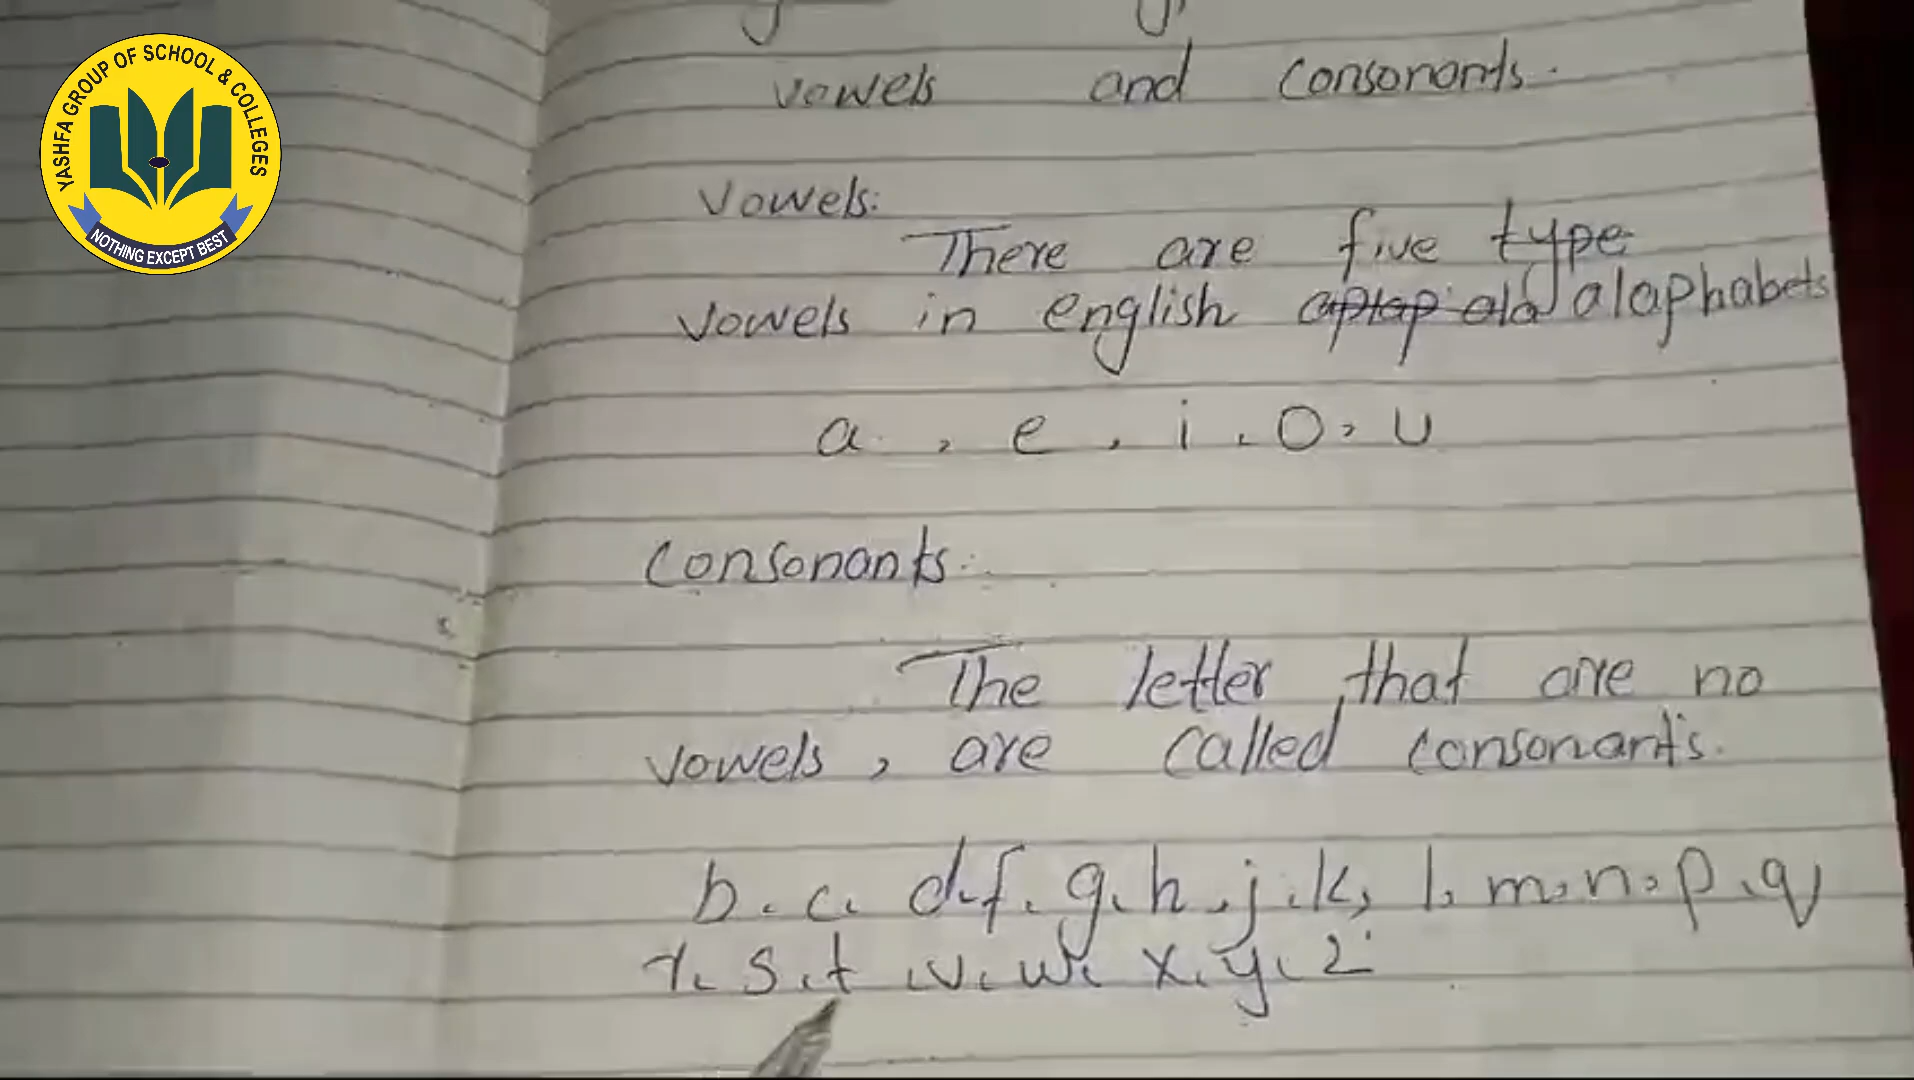 YASHFA GROUP OF SCHOOL & COLLEGES
NOTHING EXCEPT BEST
vowels and consonants.
Vowels:
There are five type
vowels in english alaphabets
a , e , i , O , U
Consonants:
The letter that are no
vowels , are called consonants.
b, c, d, f, g, h, j, k, l, m, n, p, q
r, s, t, v, w, x, y, z